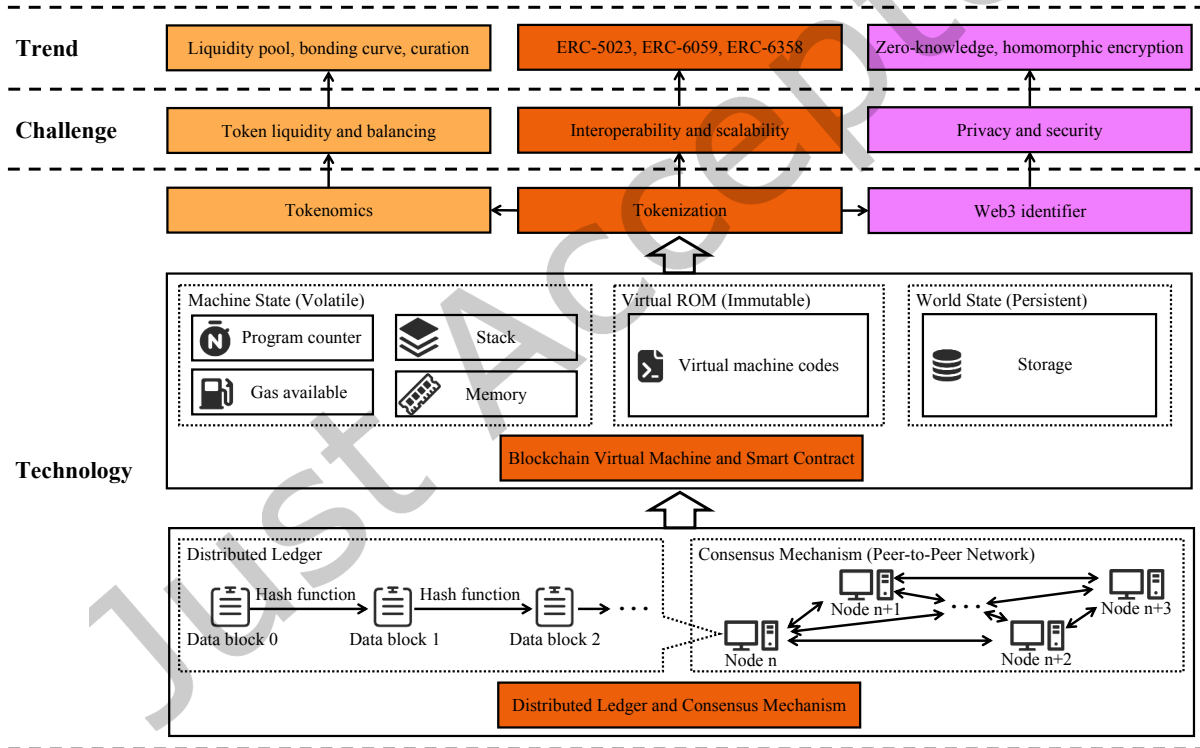 Trend
Liquidity pool, bonding curve, curation
ERC-5023, ERC-6059, ERC-6358
Zero-knowledge, homomorphic encryption
Challenge
Token liquidity and balancing
Interoperability and scalability
Privacy and security
Tokenomics
Tokenization
Web3 identifier
Technology
Machine State (Volatile)
N
Program counter
Stack
Gas available
Memory
Virtual ROM (Immutable)
Virtual machine codes
World State (Persistent)
Storage
Blockchain Virtual Machine and Smart Contract
Distributed Ledger
Hash function
Hash function
Data block 0
Data block 1
Data block 2
...
Consensus Mechanism (Peer-to-Peer Network)
Node n+1
...
Node n+3
Node n
Node n+2
Distributed Ledger and Consensus Mechanism
Just Accepte